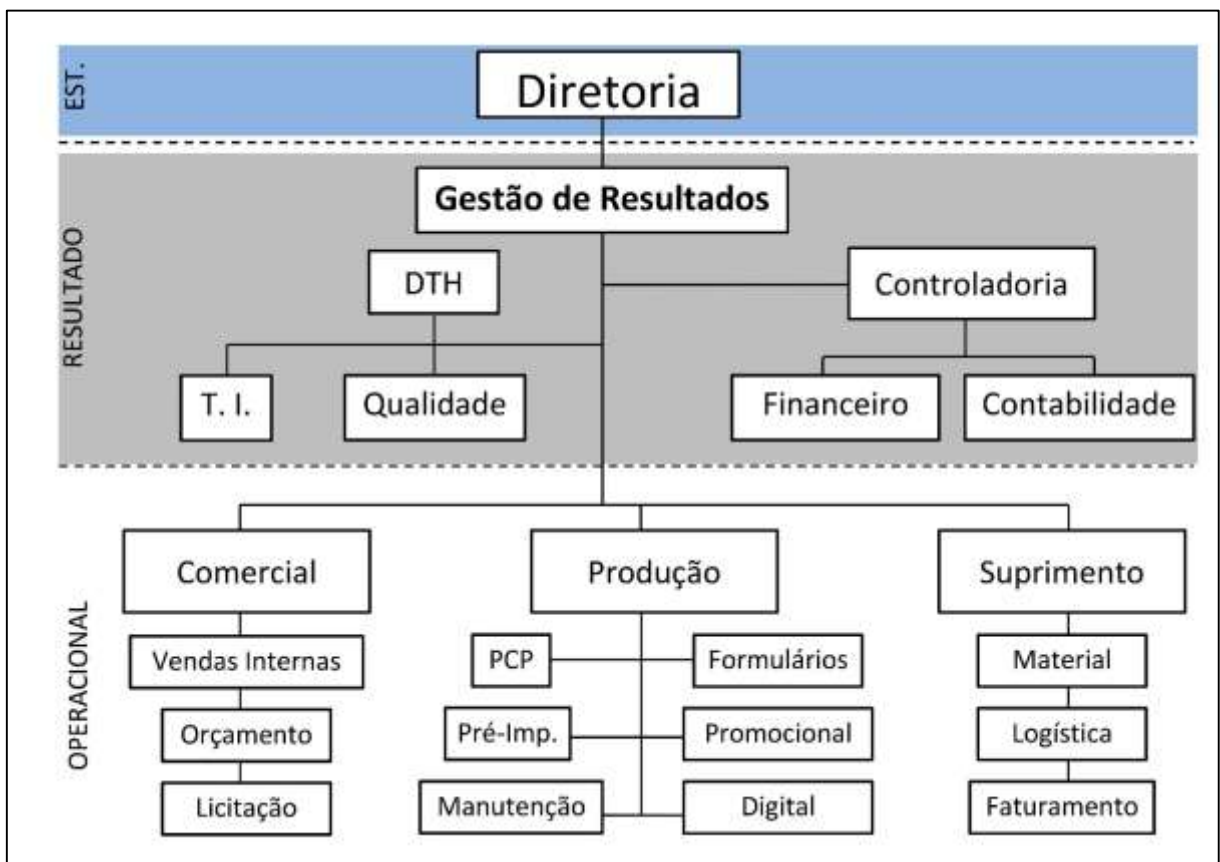 EST.
Diretoria
RESULTADO
Gestão de Resultados
DTH
Controladoria
T. I.
Qualidade
Financeiro
Contabilidade
OPERACIONAL
Comercial
Produção
Suprimento
Vendas Internas
PCP
Formulários
Material
Orçamento
Pré-Imp.
Promocional
Logística
Licitação
Manutenção
Digital
Faturamento